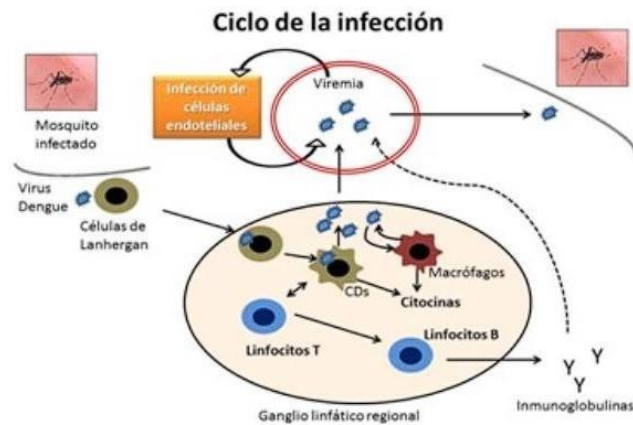 Ciclo de la infección
Mosquito
infectado
Infección de
células
endoteliales
Viremia
Virus
Dengue
Células de
Lanhergan
CDs
Macrófagos
Citocinas
Linfocitos T
Linfocitos B
Ganglio linfático regional
Y
Y
Y
Inmunoglobulinas